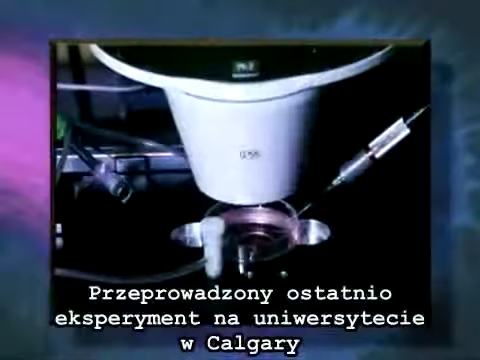 Przeprowadzony ostatnio
eksperyment na uniwersytecie
w Calgary